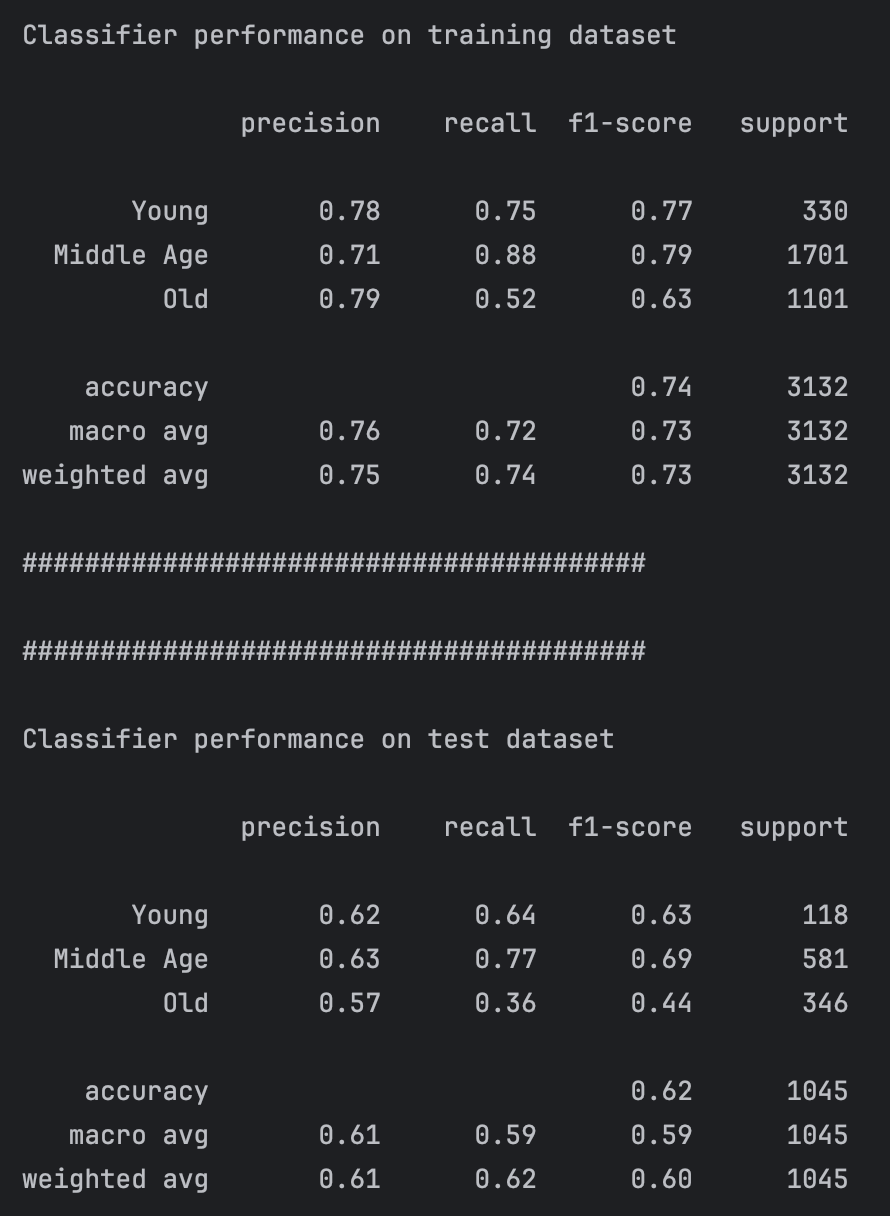 Classifier performance on training dataset
precision recall f1-score support
Young 0.78 0.75 0.77 330
Middle Age 0.71 0.88 0.79 1701
Old 0.79 0.52 0.63 1101
accuracy 0.74 3132
macro avg 0.76 0.72 0.73 3132
weighted avg 0.75 0.74 0.73 3132
########################################
########################################
Classifier performance on test dataset
precision recall f1-score support
Young 0.62 0.64 0.63 118
Middle Age 0.63 0.77 0.69 581
Old 0.57 0.36 0.44 346
accuracy 0.62 1045
macro avg 0.61 0.59 0.59 1045
weighted avg 0.61 0.62 0.60 1045